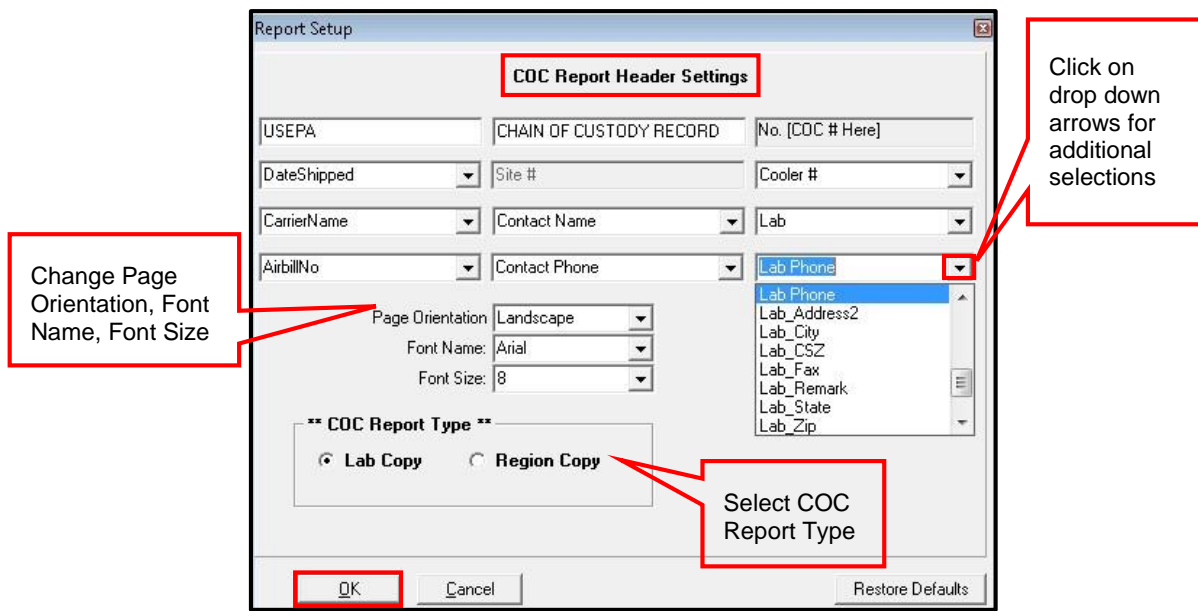 Report Setup
COC Report Header Settings
USEPA
CHAIN OF CUSTODY RECORD
No. [COC # Here]
DateShipped
Site #
Cooler #
CarrierName
Contact Name
Lab
AirbillNo
Contact Phone
Lab Phone
Lab Phone
Lab_Address2
Lab_City
Lab_CSZ
Lab_Fax
Lab_Remark
Lab_State
Lab_Zip
Page Orientation Landscape
Font Name: Arial
Font Size: 8
** COC Report Type **
Lab Copy
Region Copy
OK
Cancel
Restore Defaults
Change Page
Orientation, Font
Name, Font Size
Click on
drop down
arrows for
additional
selections
Select COC
Report Type